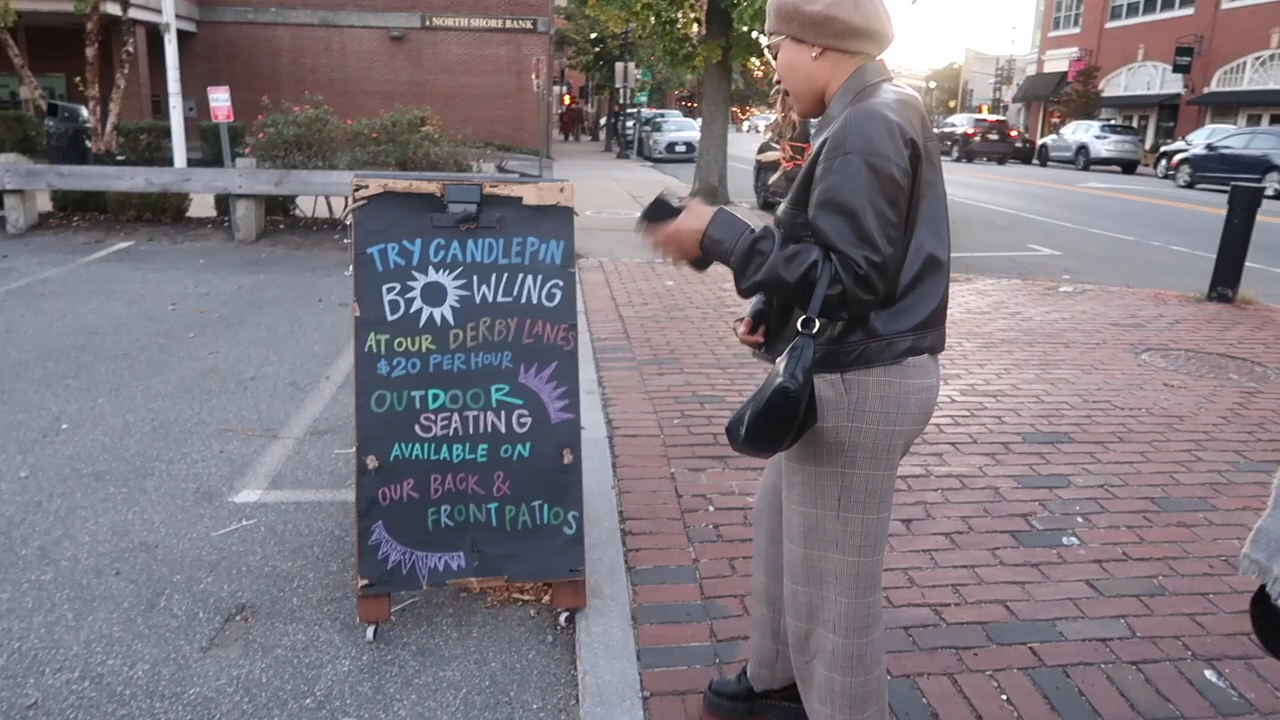 NORTH SHORE BANK
TRY CANDLEPIN
BOWLING
AT OUR DERBY LANES
$20 PER HOUR
OUTDOOR
SEATING
AVAILABLE ON
OUR BACK &
FRONT PATIOS